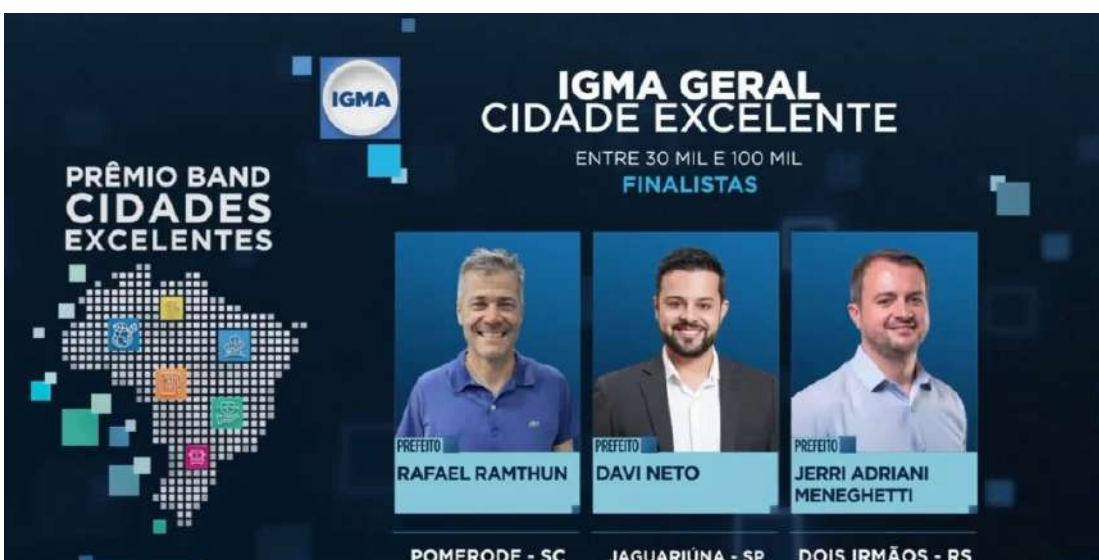 IGMA
IGMA GERAL
CIDADE EXCELENTE
ENTRE 30 MIL E 100 MIL
FINALISTAS
PRÊMIO BAND
CIDADES
EXCELENTES
PREFEITO
RAFAEL RAMTHUN
PREFEITO
DAVI NETO
PREFEITO
JERRI ADRIANI
MENEGHETTI
POMERODE - SC
JAGUARIÚNA - SP
DOIS IRMÃOS - RS